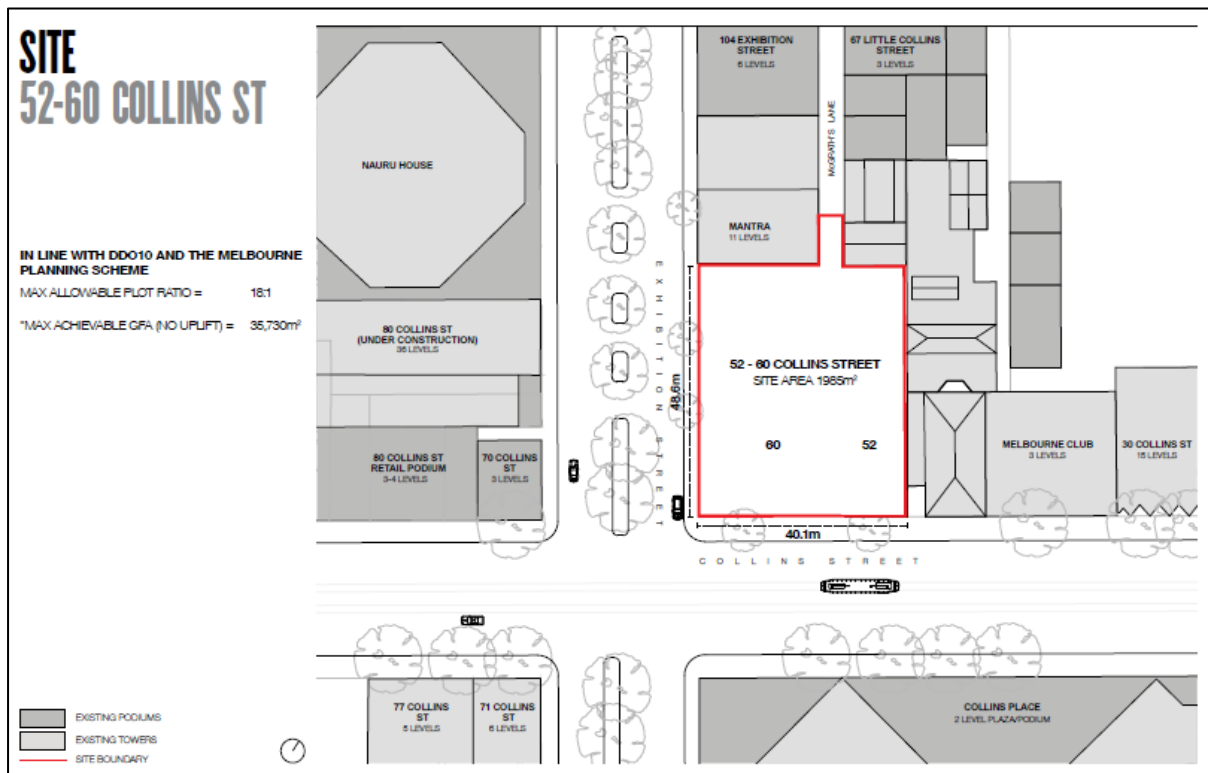 SITE
52-60 COLLINS ST
IN LINE WITH DDO10 AND THE MELBOURNE
PLANNING SCHEME
MAX ALLOWABLE PLOT RATIO = 18:1
*MAX ACHIEVABLE GFA (NO UPLIFT) = 35,730m²
EXISTING PODIUMS
EXISTING TOWERS
SITE BOUNDARY
NAURU HOUSE
80 COLLINS ST
(UNDER CONSTRUCTION)
36 LEVELS
80 COLLINS ST
RETAIL PODIUM
3-4 LEVELS
70 COLLINS
ST
3 LEVELS
EXHIBITION STREET
104 EXHIBITION
STREET
6 LEVELS
McGRATH'S LANE
67 LITTLE COLLINS
STREET
3 LEVELS
MANTRA
11 LEVELS
52 - 60 COLLINS STREET
SITE AREA 1985m²
48.6m
60
52
40.1m
MELBOURNE CLUB
3 LEVELS
30 COLLINS ST
15 LEVELS
COLLINS STREET
77 COLLINS
ST
5 LEVELS
71 COLLINS
ST
6 LEVELS
COLLINS PLACE
2 LEVEL PLAZA/PODIUM